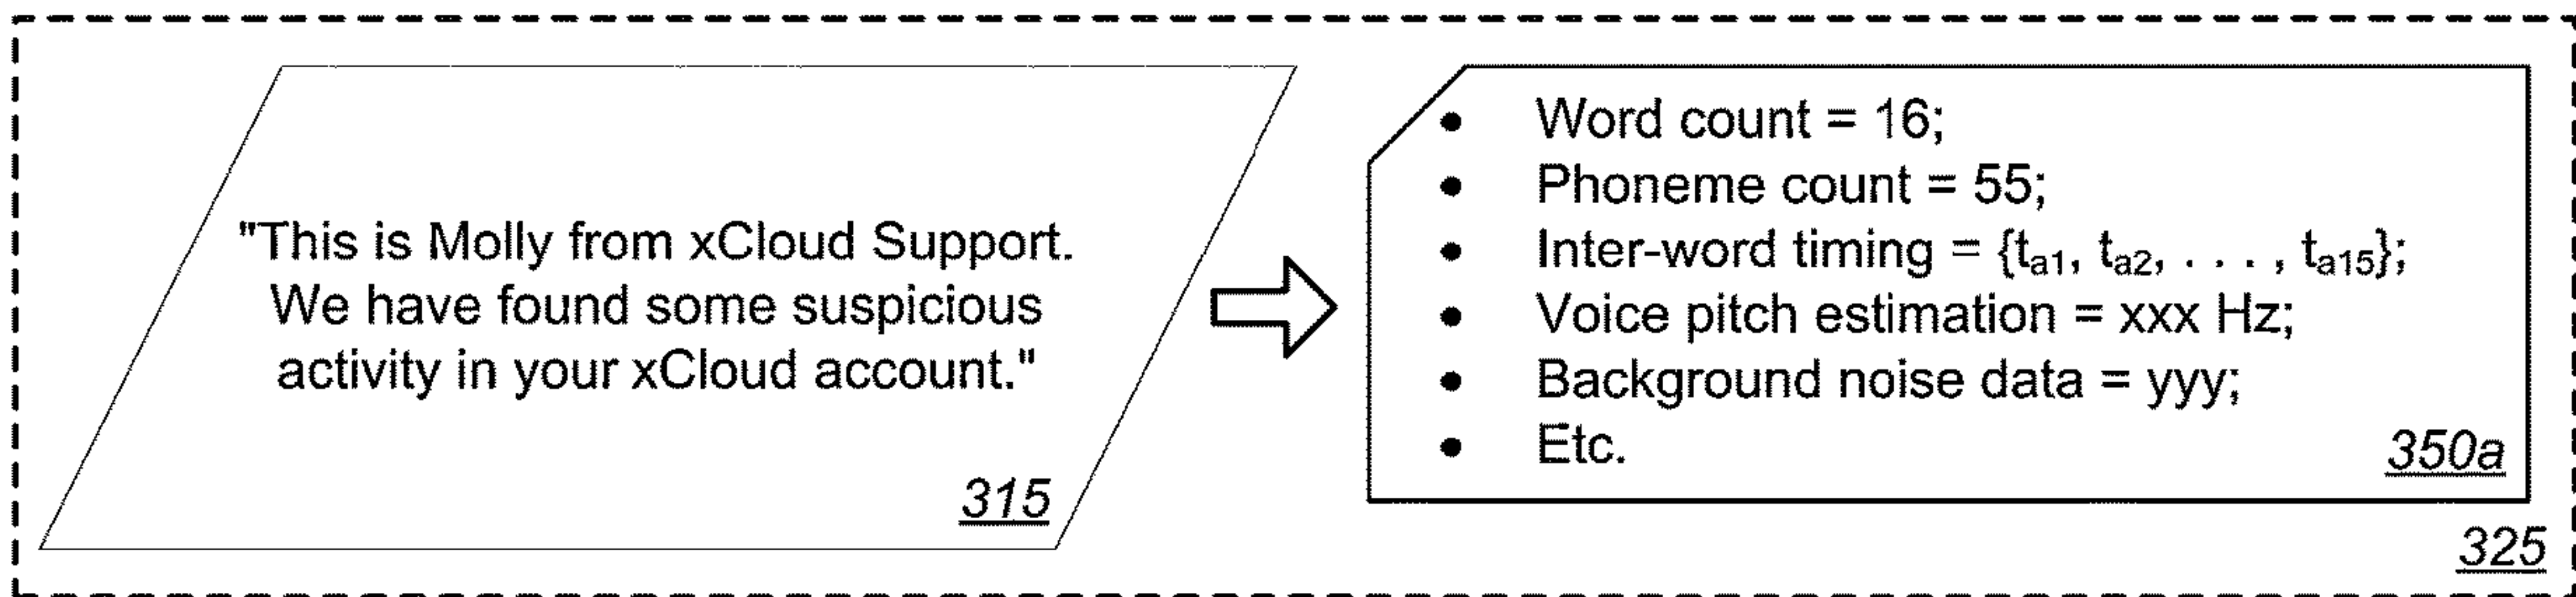 "This is Molly from xCloud Support.
We have found some suspicious
activity in your xCloud account."
315
• Word count = 16;
• Phoneme count = 55;
• Inter-word timing = {ta1, ta2, . . . , ta15};
• Voice pitch estimation = xxx Hz;
• Background noise data = yyy;
• Etc.
350a
325